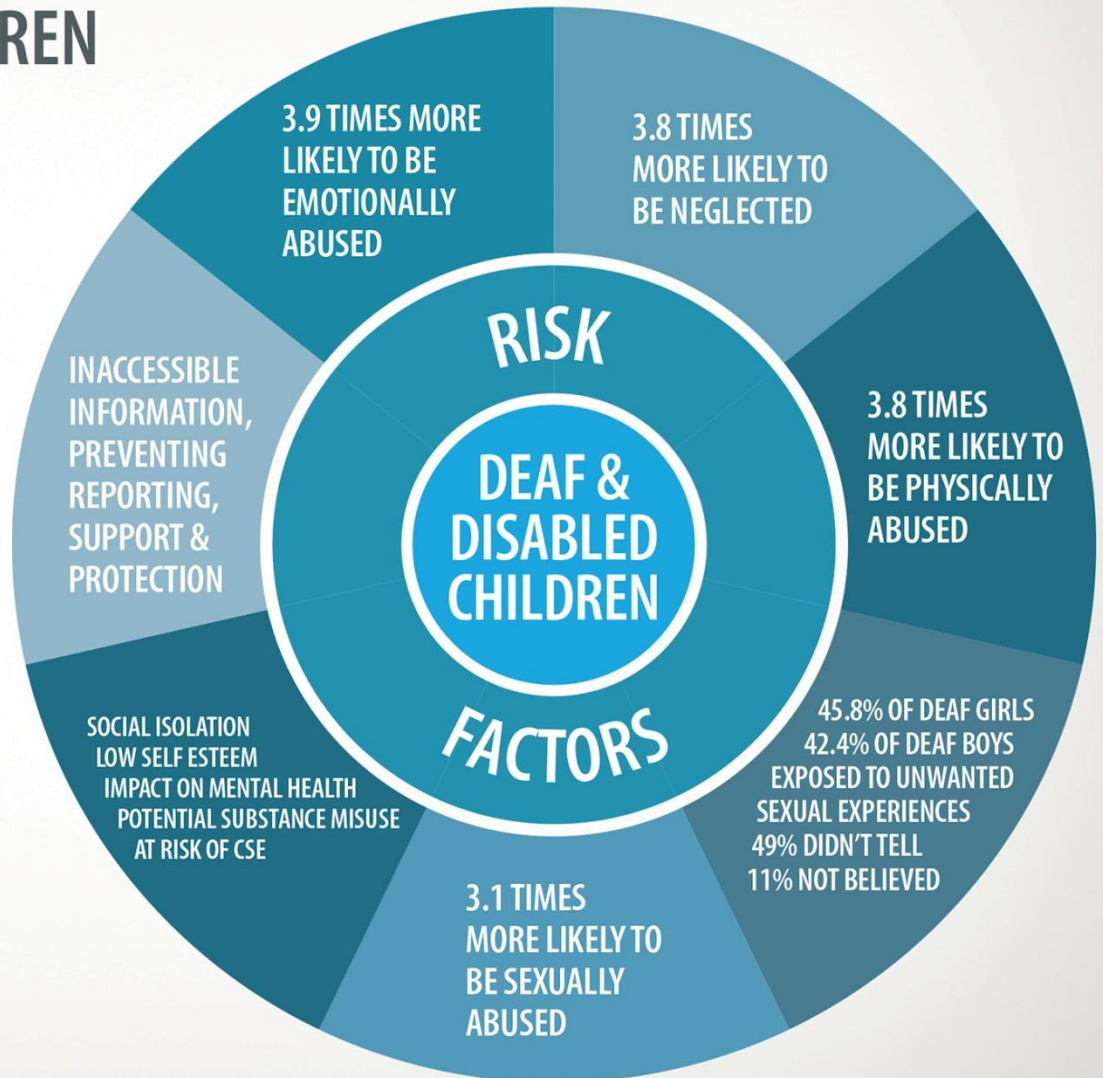 REN
3.9 TIMES MORE
LIKELY TO BE
EMOTIONALLY
ABUSED
3.8 TIMES
MORE LIKELY TO
BE NEGLECTED
3.8 TIMES
MORE LIKELY TO
BE PHYSICALLY
ABUSED
45.8% OF DEAF GIRLS
42.4% OF DEAF BOYS
EXPOSED TO UNWANTED
SEXUAL EXPERIENCES
49% DIDN'T TELL
11% NOT BELIEVED
3.1 TIMES
MORE LIKELY TO
BE SEXUALLY
ABUSED
SOCIAL ISOLATION
LOW SELF ESTEEM
IMPACT ON MENTAL HEALTH
POTENTIAL SUBSTANCE MISUSE
AT RISK OF CSE
INACCESSIBLE
INFORMATION,
PREVENTING
REPORTING,
SUPPORT &
PROTECTION
RISK
DEAF &
DISABLED
CHILDREN
FACTORS